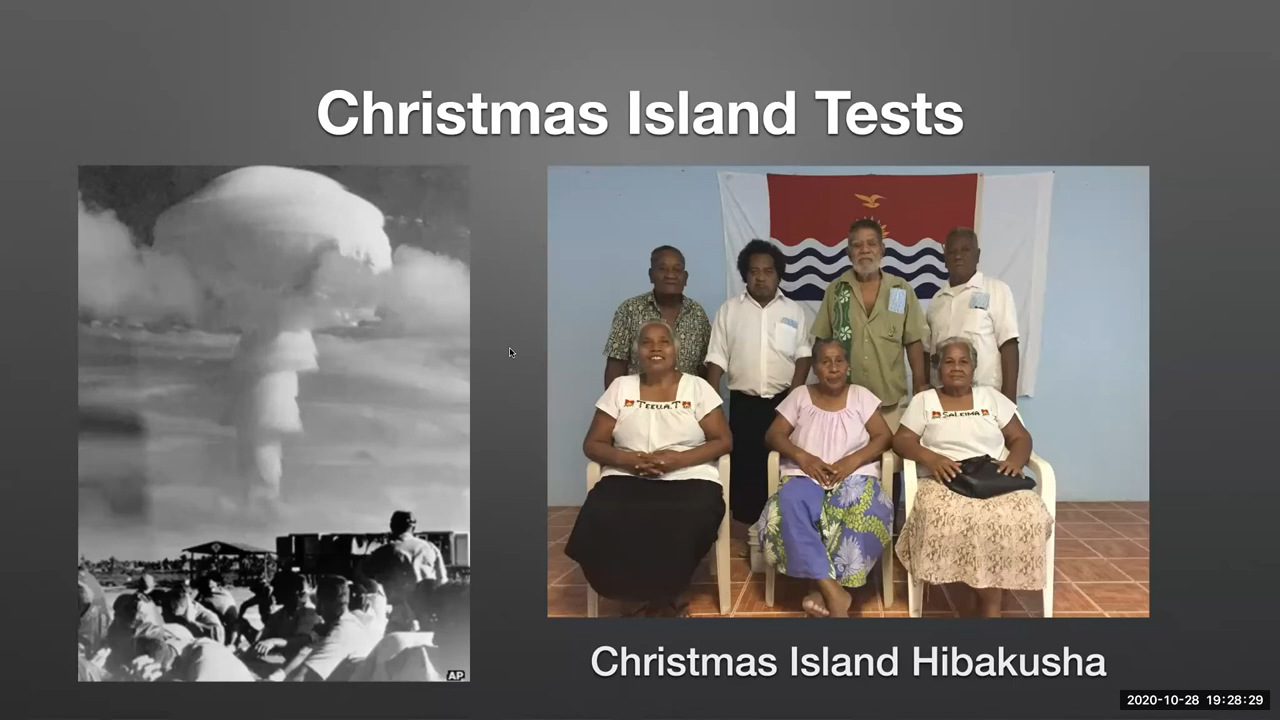 Christmas Island Tests
TEEUA.T
SALEIMA
AP
Christmas Island Hibakusha
2020-10-28 19:28:29